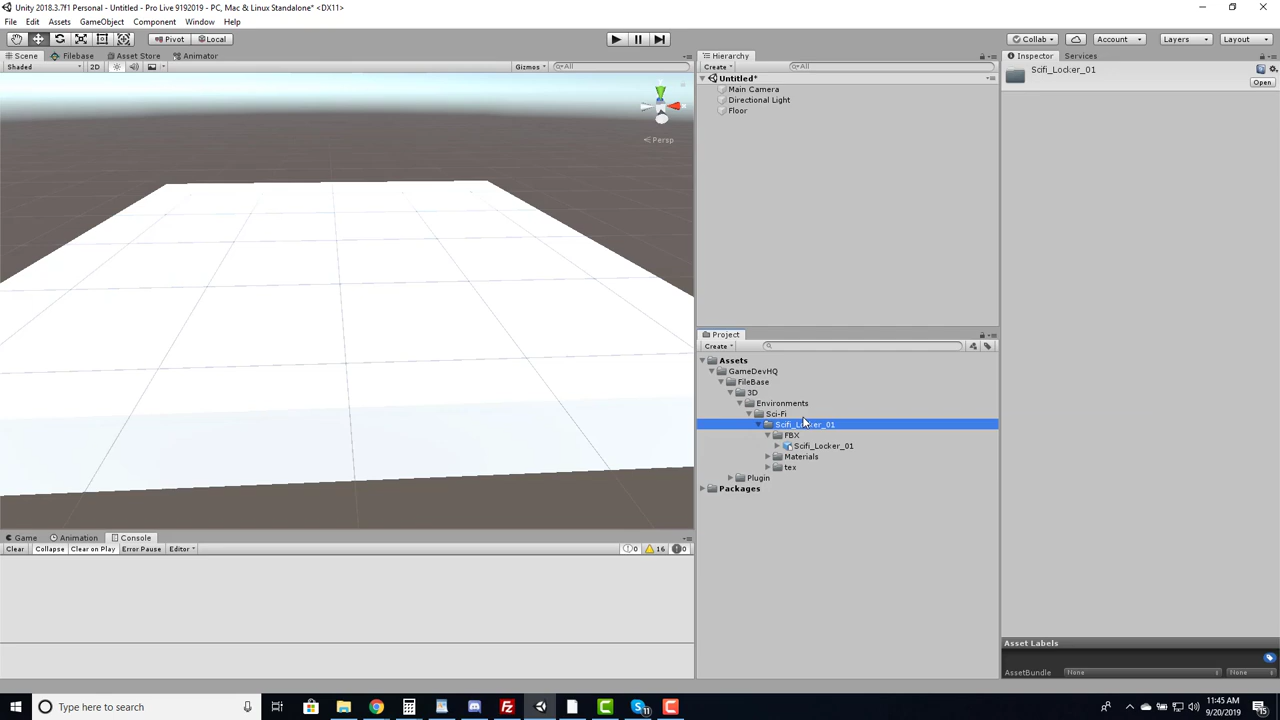 Unity 2018.3.7f1 Personal - Untitled - Pro Live 9192019 - PC, Mac & Linux Standalone* <DX11>
File Edit Assets GameObject Component Window Help
Pivot Local Collab Account Layers Layout
Scene Filebase Asset Store Animator
Shaded 2D Gizmos All
Persp
Hierarchy
Create All
Untitled*
Main Camera
Directional Light
Floor
Inspector Services
Scifi_Locker_01
Open
Project
Create
Assets
GameDevHQ
FileBase
3D
Environments
Sci-Fi
FBX
Scifi_Locker_01
Materials
tex
Plugin
Packages
Game Animation Console
Clear Collapse Clear on Play Error Pause Editor 0 16 0
Asset Labels
AssetBundle None None
Type here to search
11
11:45 AM
9/20/2019
15